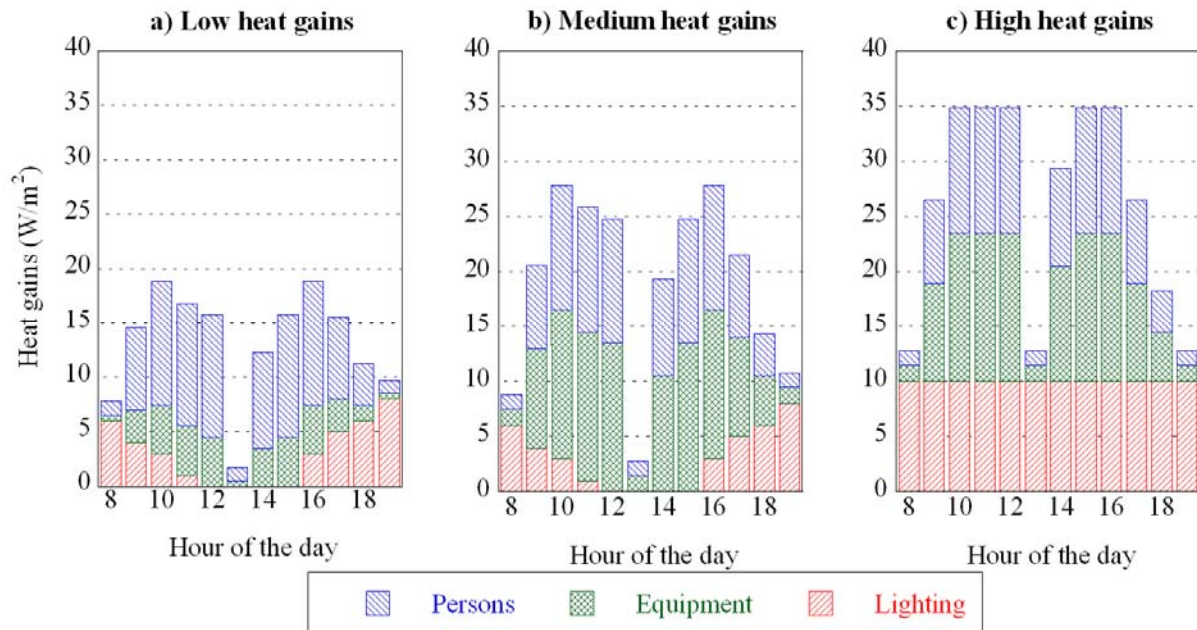 a) Low heat gains
b) Medium heat gains
c) High heat gains
Heat gains (W/m²)
40
35
30
25
20
15
10
5
0
8 10 12 14 16 18
Hour of the day
40
35
30
25
20
15
10
5
0
8 10 12 14 16 18
Hour of the day
40
35
30
25
20
15
10
5
0
8 10 12 14 16 18
Hour of the day
Persons Equipment Lighting